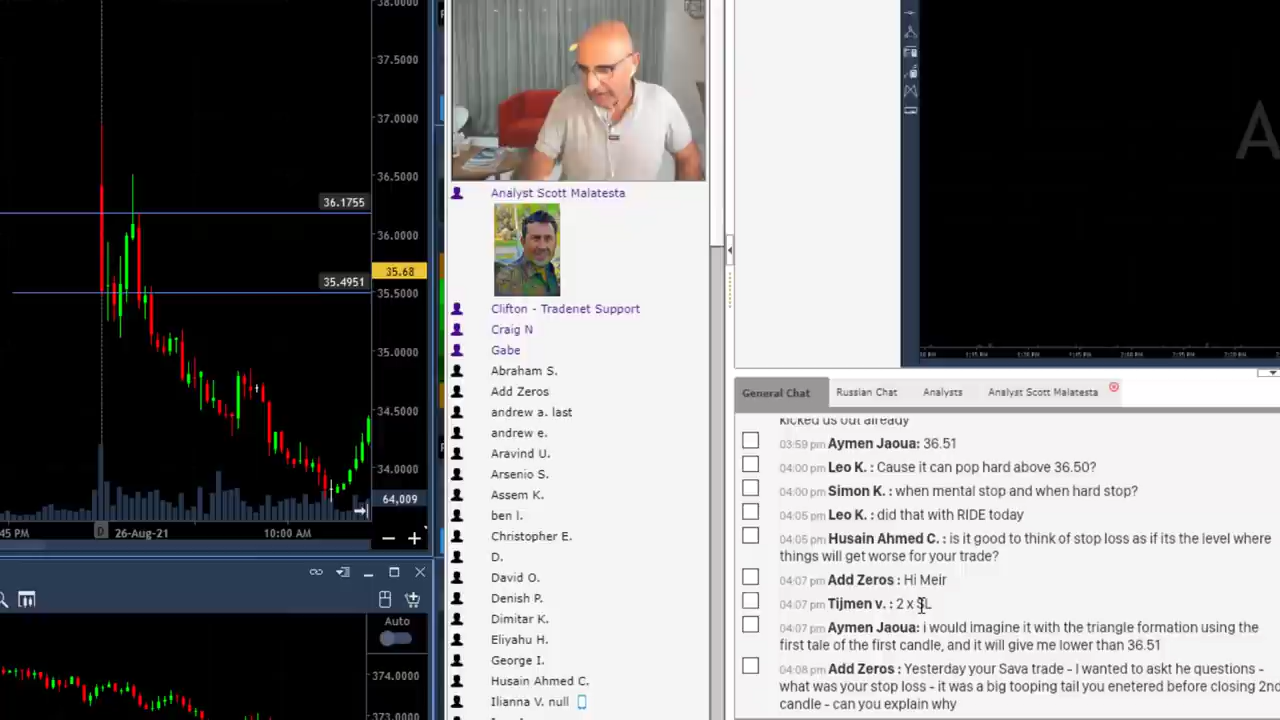 38.0000
37.5000
37.0000
36.5000
36.1755
36.0000
35.68
35.4951
35.5000
35.0000
34.5000
34.0000
64,009
:45 PM
D
26-Aug-21
10:00 AM
Auto
374.0000
373.0000
Analyst Scott Malatesta
Clifton - Tradenet Support
Craig N
Gabe
Abraham S.
Add Zeros
andrew a. last
andrew e.
Aravind U.
Arsenio S.
Assem K.
ben l.
Christopher E.
D.
David O.
Denish P.
Dimitar K.
Eliyahu H.
George I.
Husain Ahmed C.
Ilianna V. null
A
General Chat
Russian Chat
Analysts
Analyst Scott Malatesta
kicked us out already
03:59 pm Aymen Jaoua: 36.51
04:00 pm Leo K. : Cause it can pop hard above 36.50?
04:00 pm Simon K. : when mental stop and when hard stop?
04:05 pm Leo K. : did that with RIDE today
04:05 pm Husain Ahmed C. : is it good to think of stop loss as if its the level where
things will get worse for your trade?
04:07 pm Add Zeros : Hi Meir
04:07 pm Tijmen v. : 2 x SL
04:07 pm Aymen Jaoua: i would imagine it with the triangle formation using the
first tale of the first candle, and it will give me lower than 36.51
04:08 pm Add Zeros : Yesterday your Sava trade - wanted to askt he questions -
what was your stop loss - it was a big tooping tail you enetered before closing 2nd
candle - can you explain why